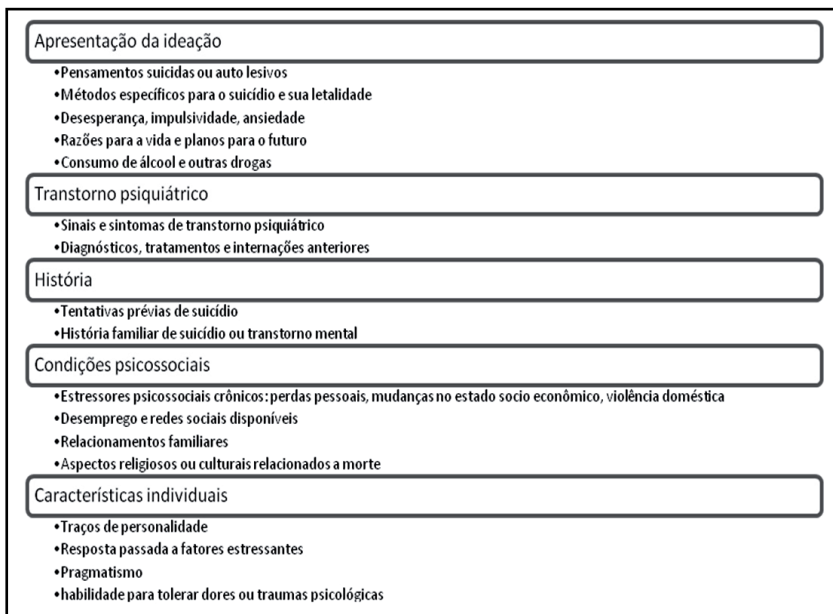 Apresentação da ideação
•Pensamentos suicidas ou auto lesivos
•Métodos específicos para o suicídio e sua letalidade
•Desesperança, impulsividade, ansiedade
•Razões para a vida e planos para o futuro
•Consumo de álcool e outras drogas
Transtorno psiquiátrico
•Sinais e sintomas de transtorno psiquiátrico
•Diagnósticos, tratamentos e internações anteriores
História
•Tentativas prévias de suicídio
•História familiar de suicídio ou transtorno mental
Condições psicossociais
•Estressores psicossociais crônicos: perdas pessoais, mudanças no estado socio econômico, violência doméstica
•Desemprego e redes sociais disponíveis
•Relacionamentos familiares
•Aspectos religiosos ou culturais relacionados a morte
Características individuais
•Traços de personalidade
•Resposta passada a fatores estressantes
•Pragmatismo
•habilidade para tolerar dores ou traumas psicológicas